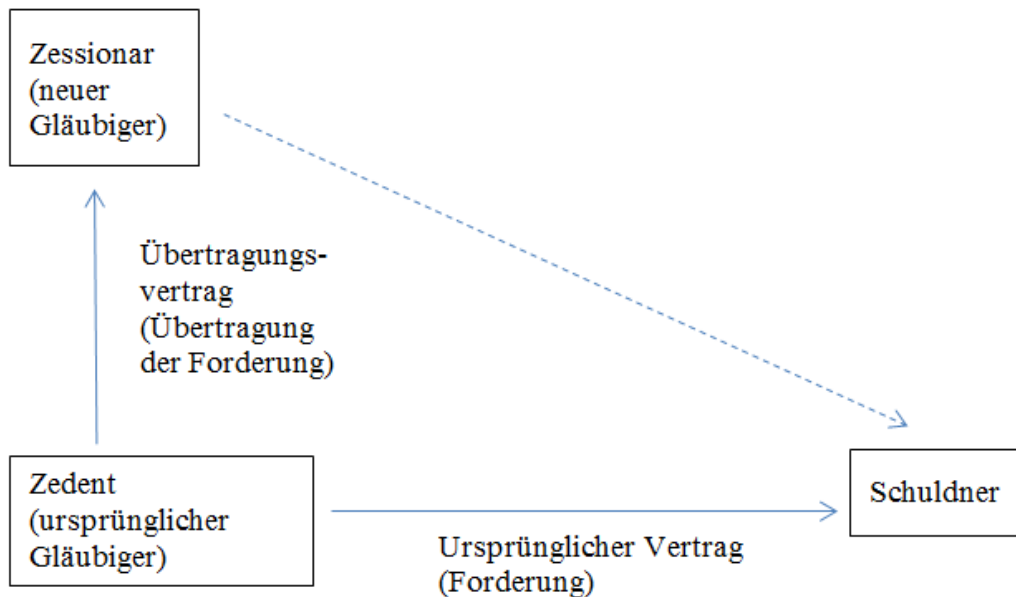 Zessionar
(neuer
Gläubiger)
Übertragungs-
vertrag
(Übertragung
der Forderung)
Zedent
(ursprünglicher
Gläubiger)
Schuldner
Ursprünglicher Vertrag
(Forderung)